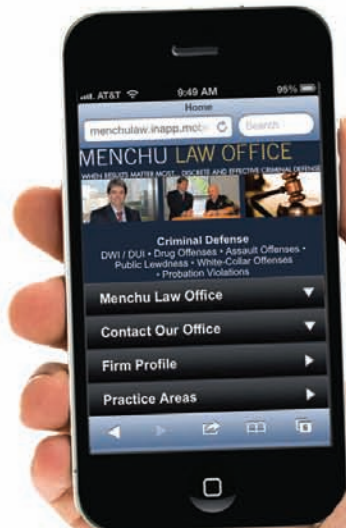 AT&T 9:49 AM 95%
Home
menchulaw.inapp.mobi Search
MENCHU LAW OFFICE
WHEN RESULTS MATTER MOST... DISCRETE AND EFFECTIVE CRIMINAL DEFENSE
Criminal Defense
DWI / DUI • Drug Offenses • Assault Offenses •
Public Lewdness • White-Collar Offenses
• Probation Violations
Menchu Law Office
Contact Our Office
Firm Profile
Practice Areas